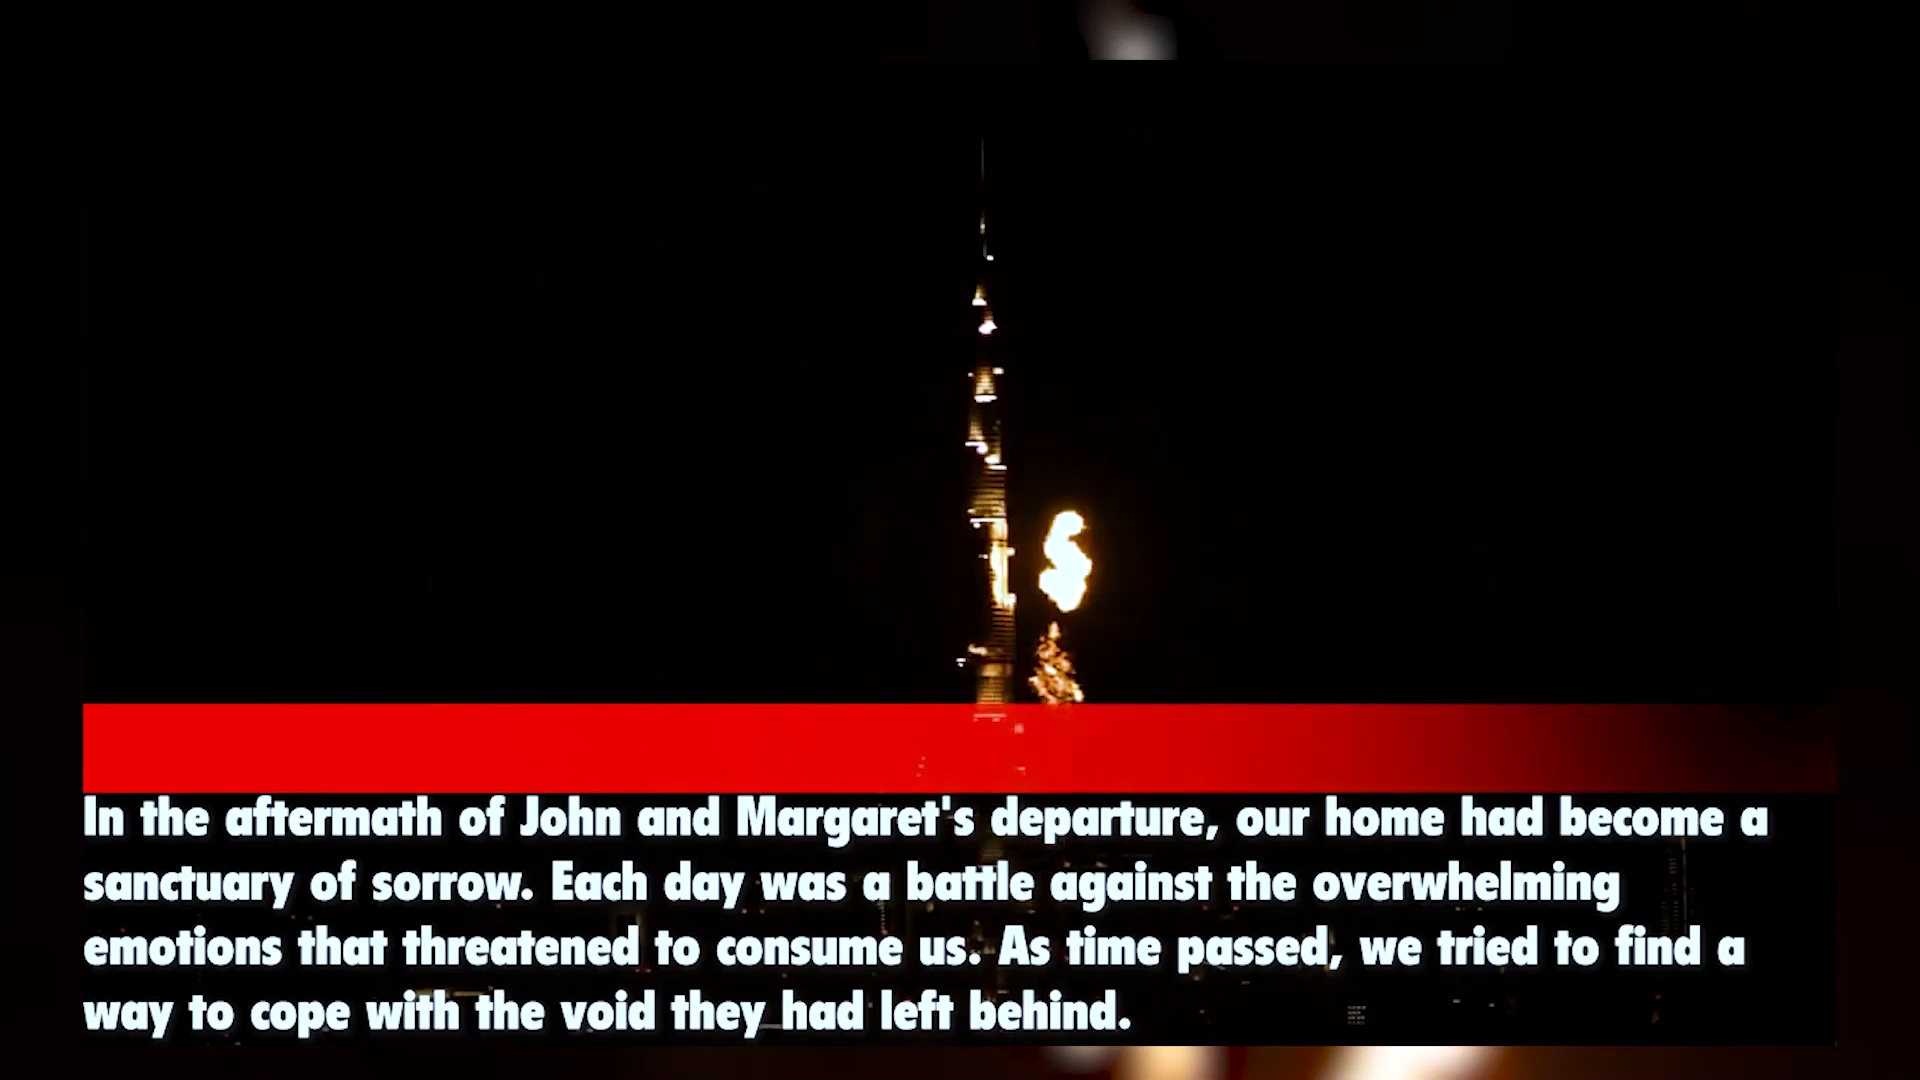 In the aftermath of John and Margaret's departure, our home had become a
sanctuary of sorrow. Each day was a battle against the overwhelming
emotions that threatened to consume us. As time passed, we tried to find a
way to cope with the void they had left behind.